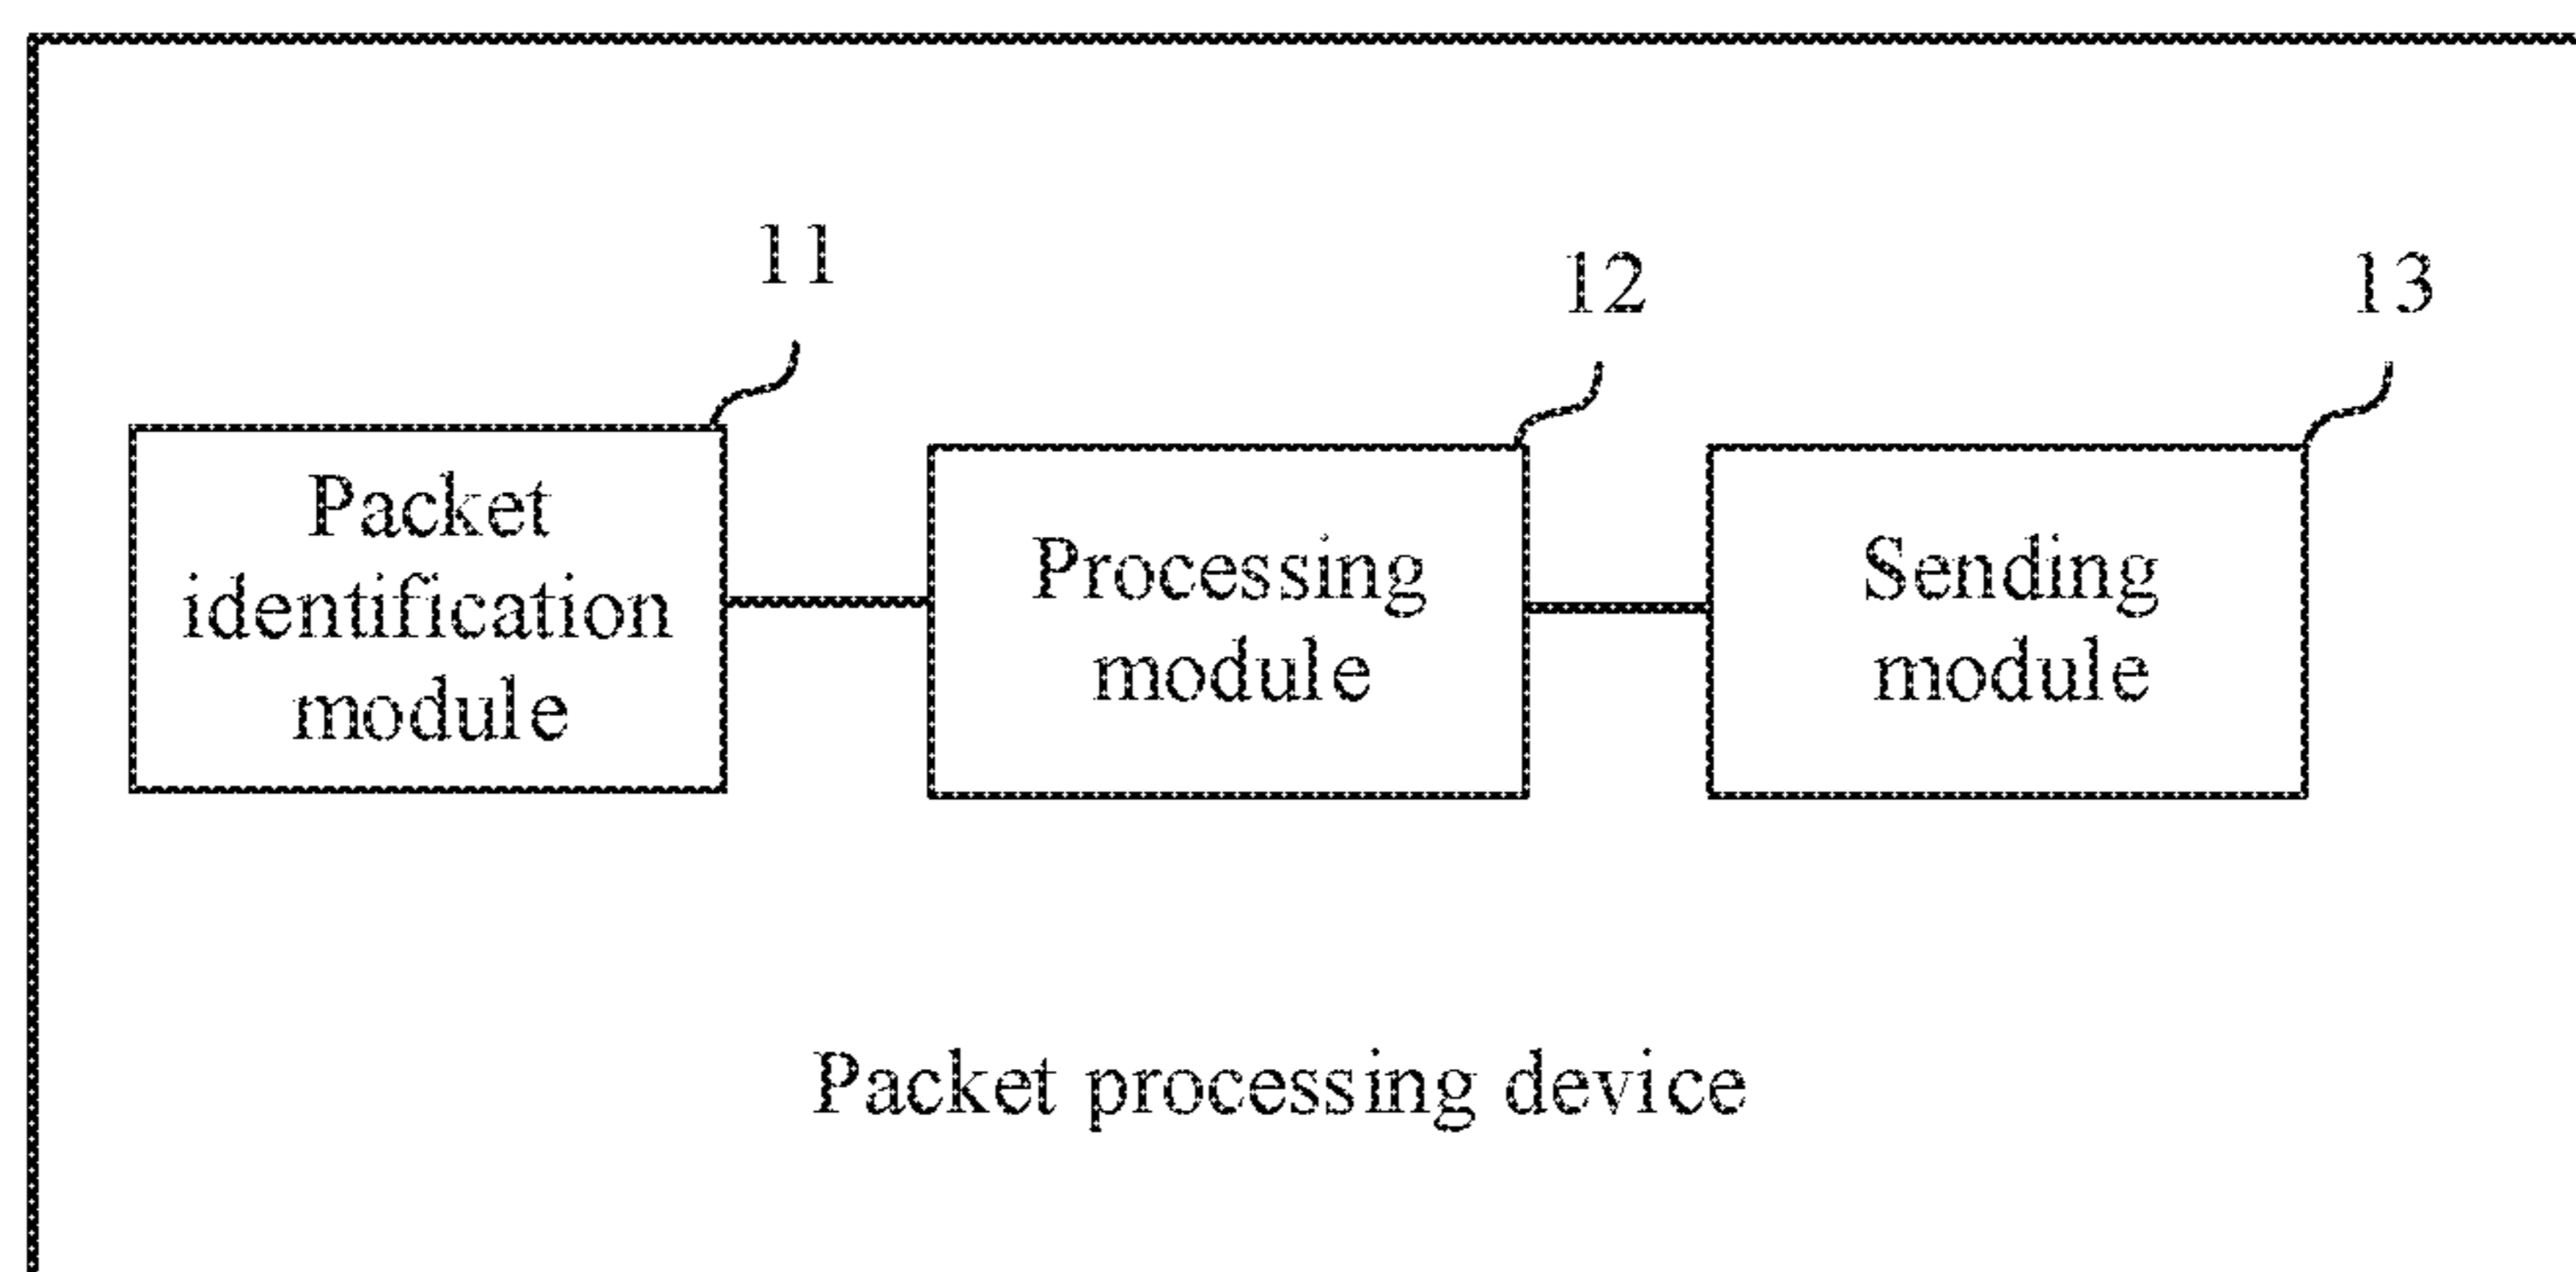 11
12
13
Packet
identification
module
Processing
module
Sending
module
Packet processing device